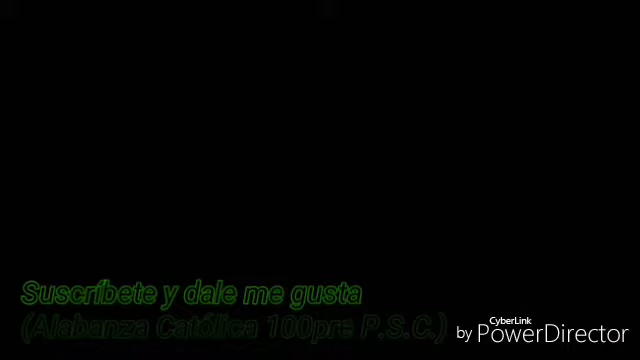 Suscríbete y dale me gusta
(Alabanza Católica 100pre P.S.C.)
CyberLink
by PowerDirector